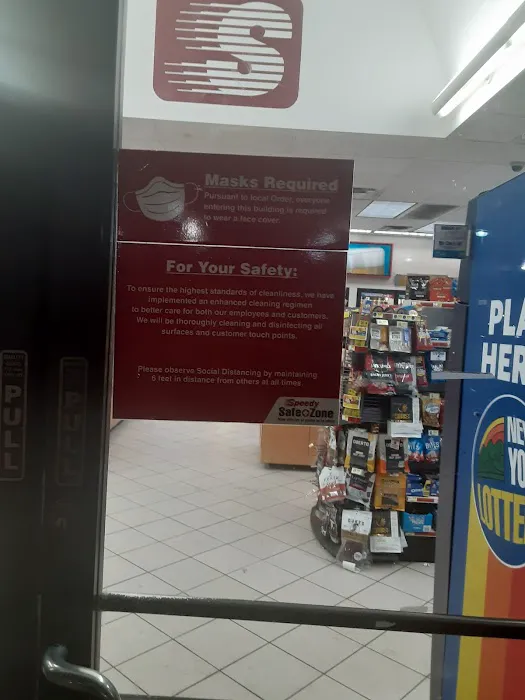 S
Masks Required
Pursuant to local Order, everyone
entering this building is required
to wear a face cover.
For Your Safety:
To ensure the highest standards of cleanliness, we have
implemented an enhanced cleaning regimen
to better care for both our employees and customers.
We will be thoroughly cleaning and disinfecting all
surfaces and customer touch points.
Please observe Social Distancing by maintaining
6 feet in distance from others at all times.
Speedy
Safe Zone
PULL
PLA
HER
NEW
YO
LOTTE